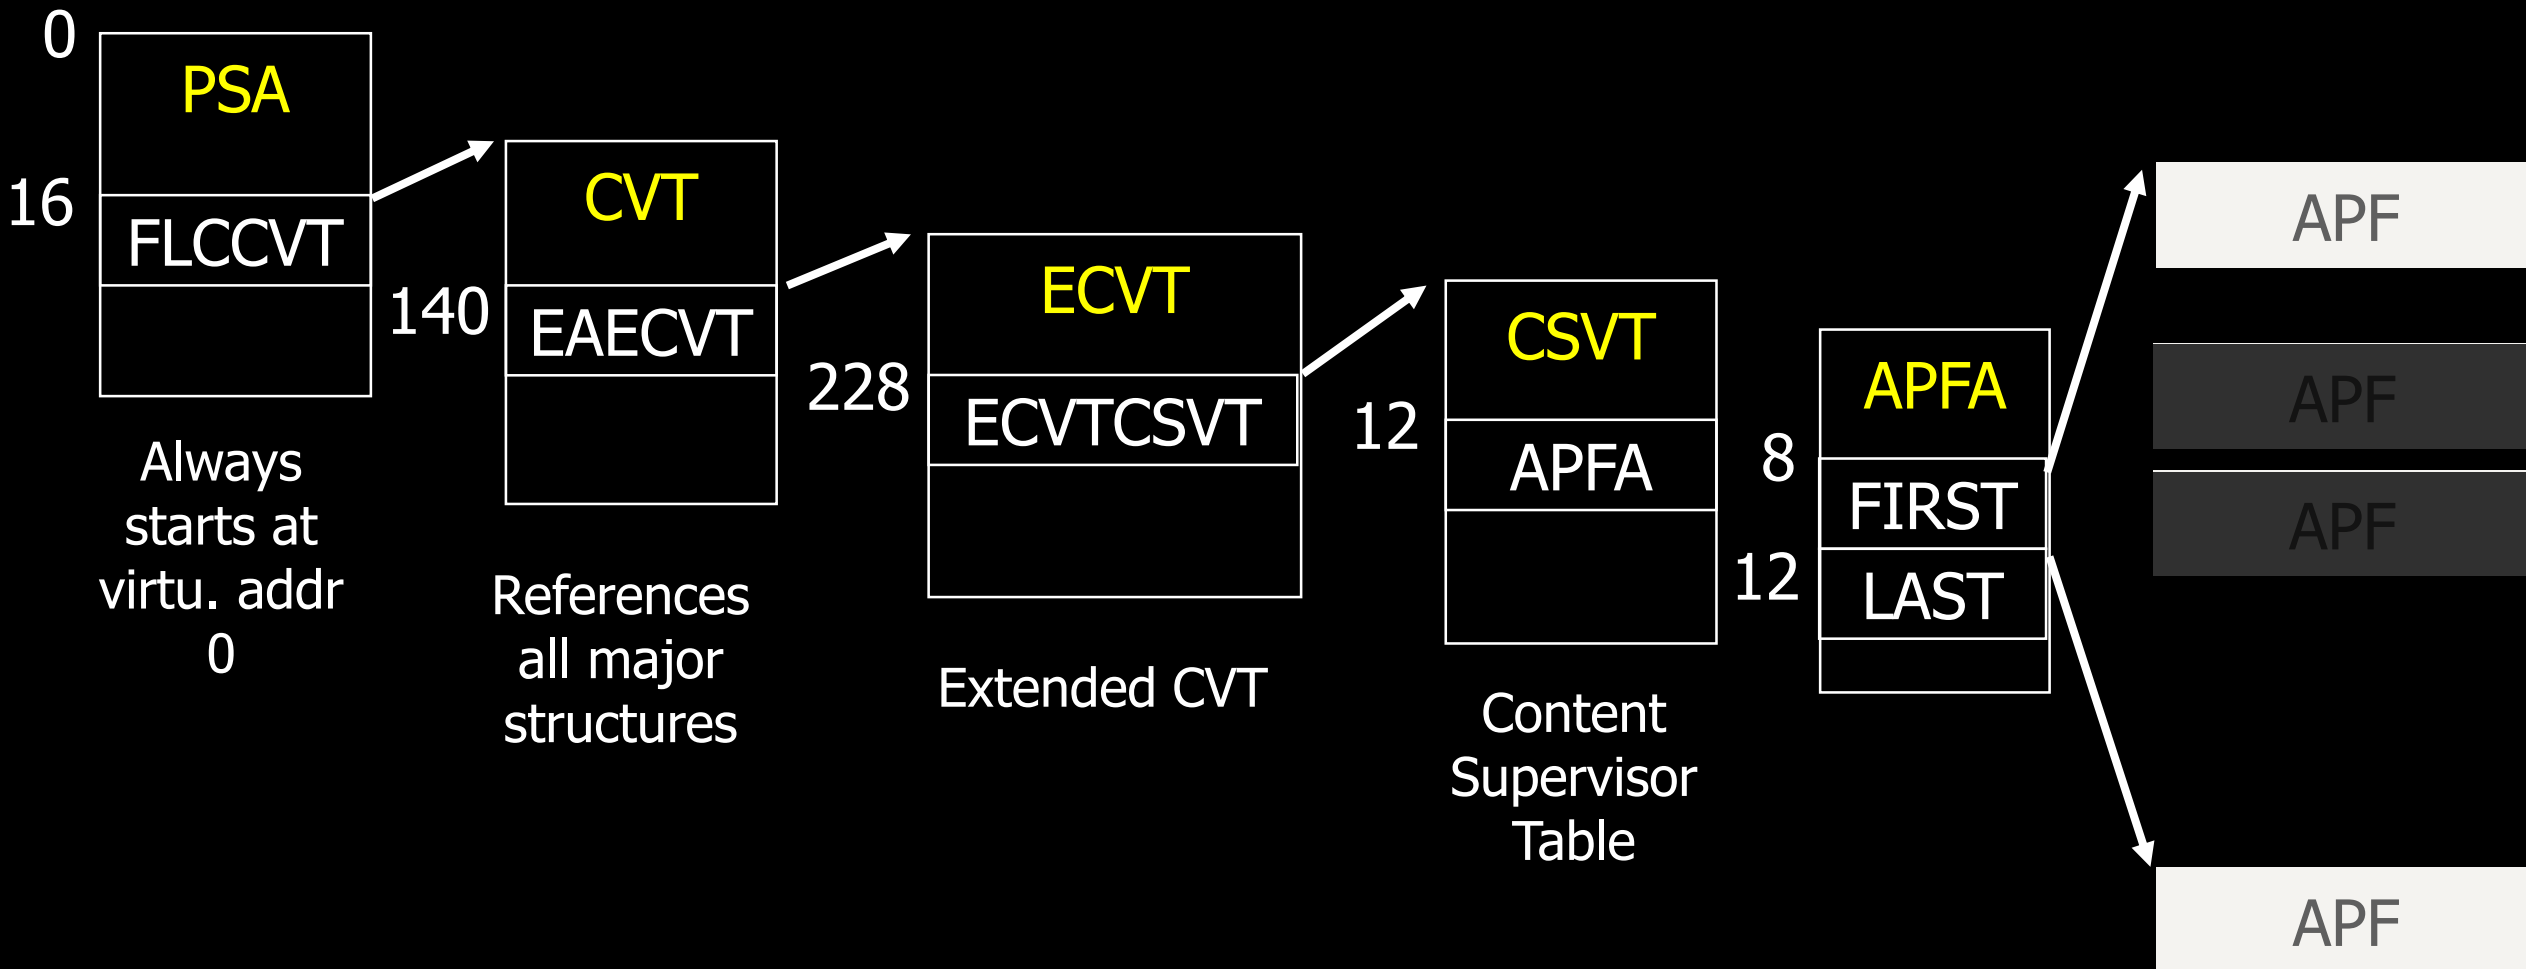 0
PSA
16
FLCCVT
Always
starts at
virtu. addr
0
CVT
140
EAECVT
References
all major
structures
ECVT
228
ECVTCSVT
Extended CVT
CSVT
12
APFA
Content
Supervisor
Table
APFA
8
FIRST
12
LAST
APF
APF
APF
APF